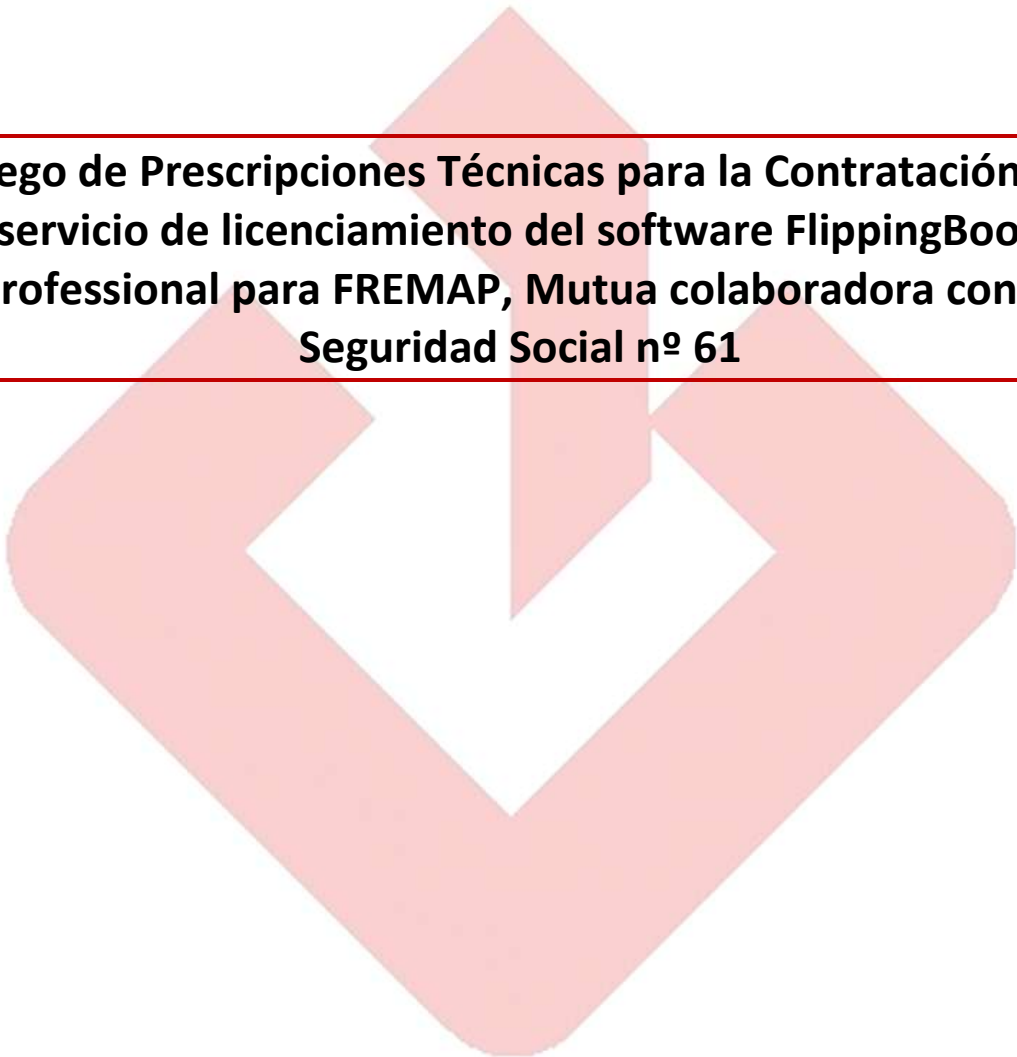 ego de Prescripciones Técnicas para la Contratación
servicio de licenciamiento del software FlippingBoo
rofessional para FREMAP, Mutua colaboradora con
Seguridad Social nº 61